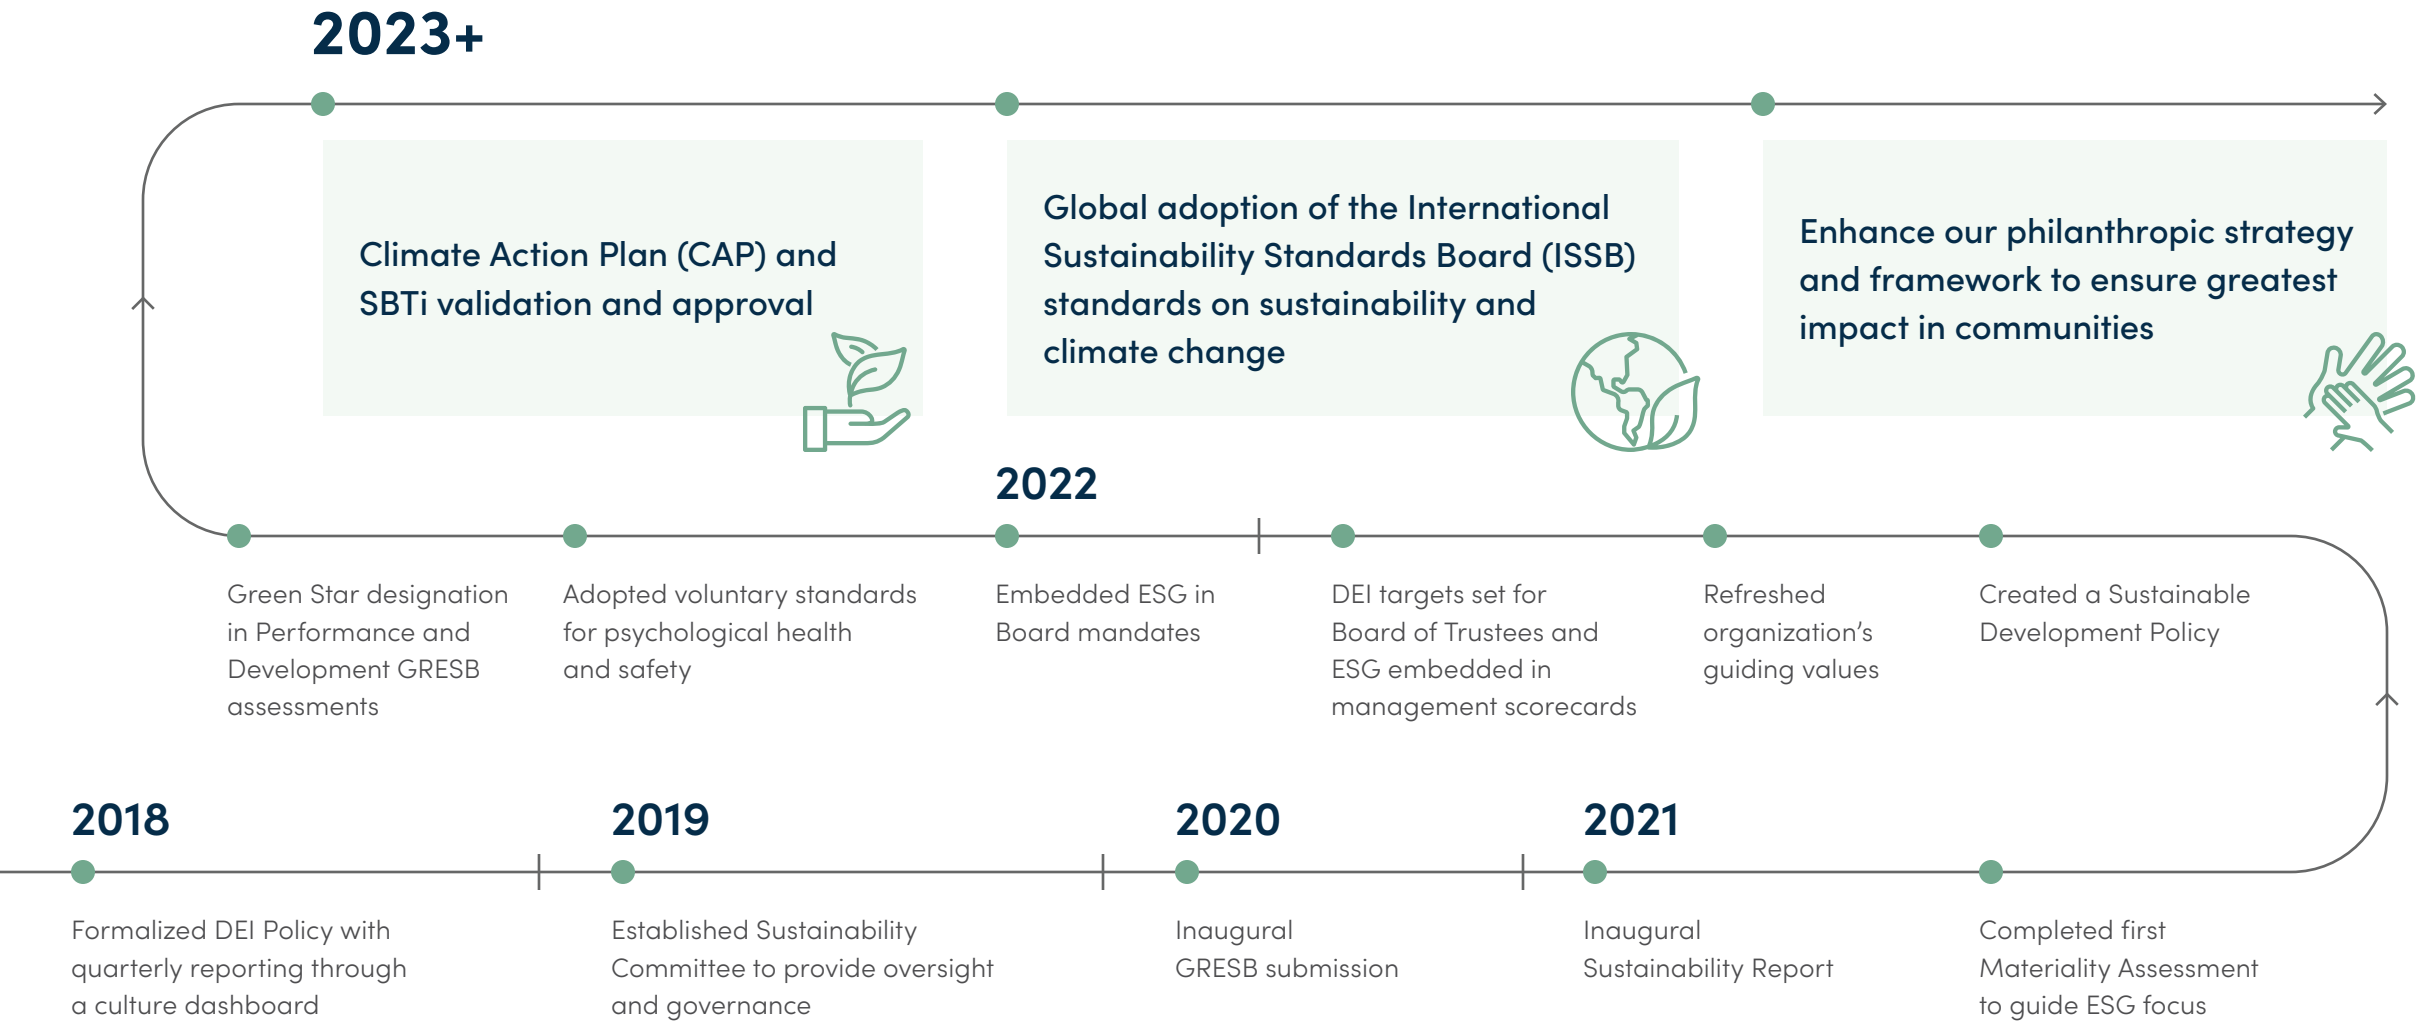 2023+
Climate Action Plan (CAP) and
SBTi validation and approval
Global adoption of the International
Sustainability Standards Board (ISSB)
standards on sustainability and
climate change
Enhance our philanthropic strategy
and framework to ensure greatest
impact in communities
2022
Green Star designation
in Performance and
Development GRESB
assessments
Adopted voluntary standards
for psychological health
and safety
Embedded ESG in
Board mandates
DEI targets set for
Board of Trustees and
ESG embedded in
management scorecards
Refreshed
organization’s
guiding values
Created a Sustainable
Development Policy
2018
Formalized DEI Policy with
quarterly reporting through
a culture dashboard
2019
Established Sustainability
Committee to provide oversight
and governance
2020
Inaugural
GRESB submission
2021
Inaugural
Sustainability Report
Completed first
Materiality Assessment
to guide ESG focus